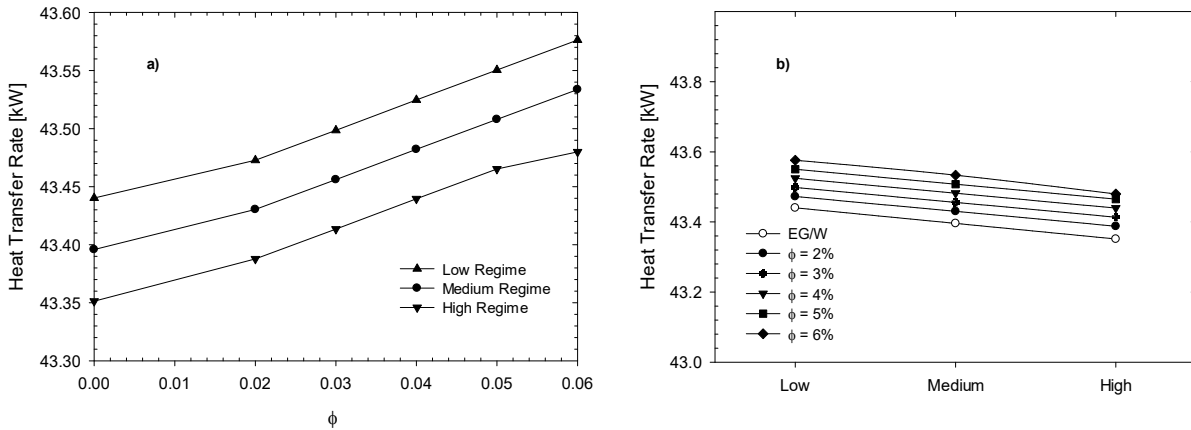 a)
Heat Transfer Rate [kW]
43.60
43.55
43.50
43.45
43.40
43.35
43.30
Low Regime
Medium Regime
High Regime
0.00 0.01 0.02 0.03 0.04 0.05 0.06
ϕ
b)
Heat Transfer Rate [kW]
43.8
43.6
43.4
43.2
43.0
EG/W
ϕ = 2%
ϕ = 3%
ϕ = 4%
ϕ = 5%
ϕ = 6%
Low Medium High